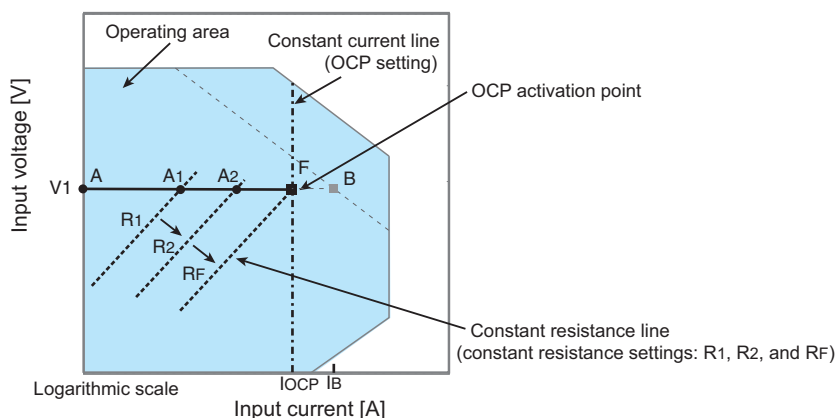 Operating area
Constant current line
(OCP setting)
OCP activation point
Input voltage [V]
V1
A
A1
A2
F
B
R1
R2
RF
Constant resistance line
(constant resistance settings: R1, R2, and RF)
Logarithmic scale
IOCP
IB
Input current [A]